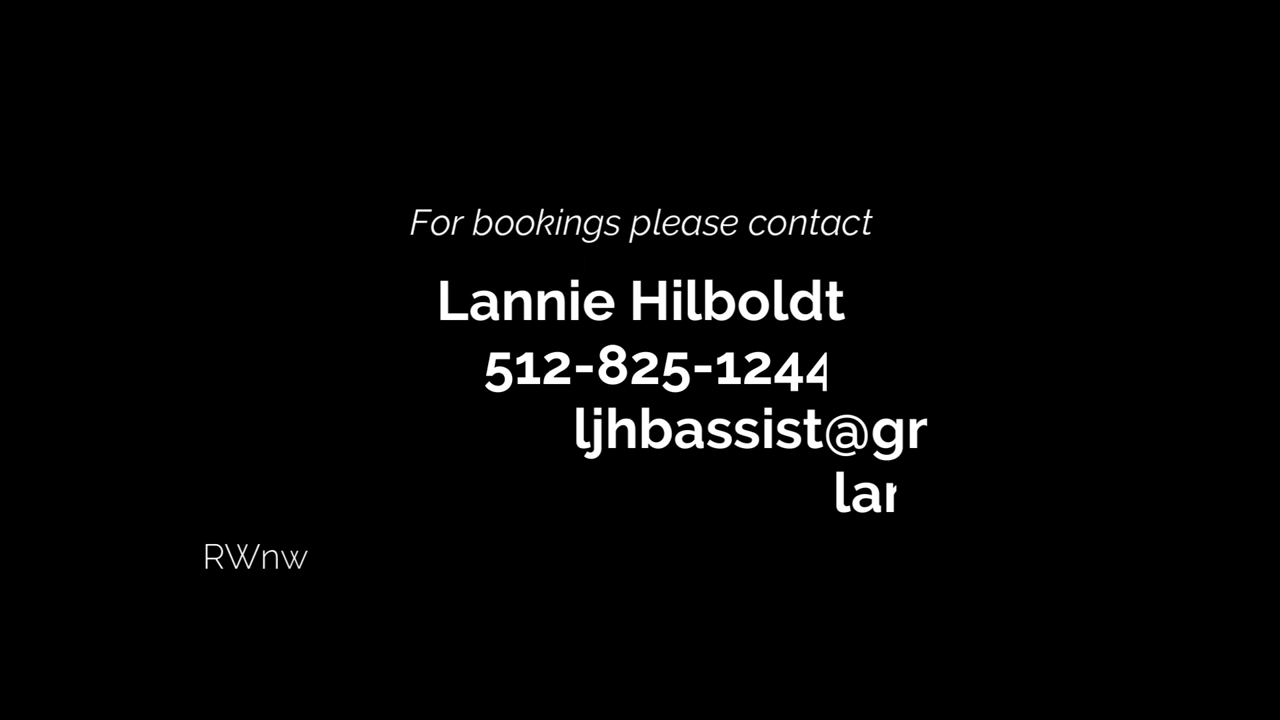 For bookings please contact
Lannie Hilboldt
512-825-1244
ljhbassist@gr
lar
RWnw